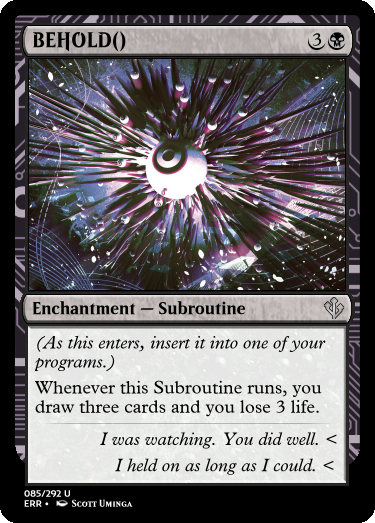 BEHOLD()
3
Enchantment — Subroutine
(As this enters, insert it into one of your
programs.)
Whenever this Subroutine runs, you
draw three cards and you lose 3 life.
I was watching. You did well. <
I held on as long as I could. <
085/292 U
ERR • Scott Uminga